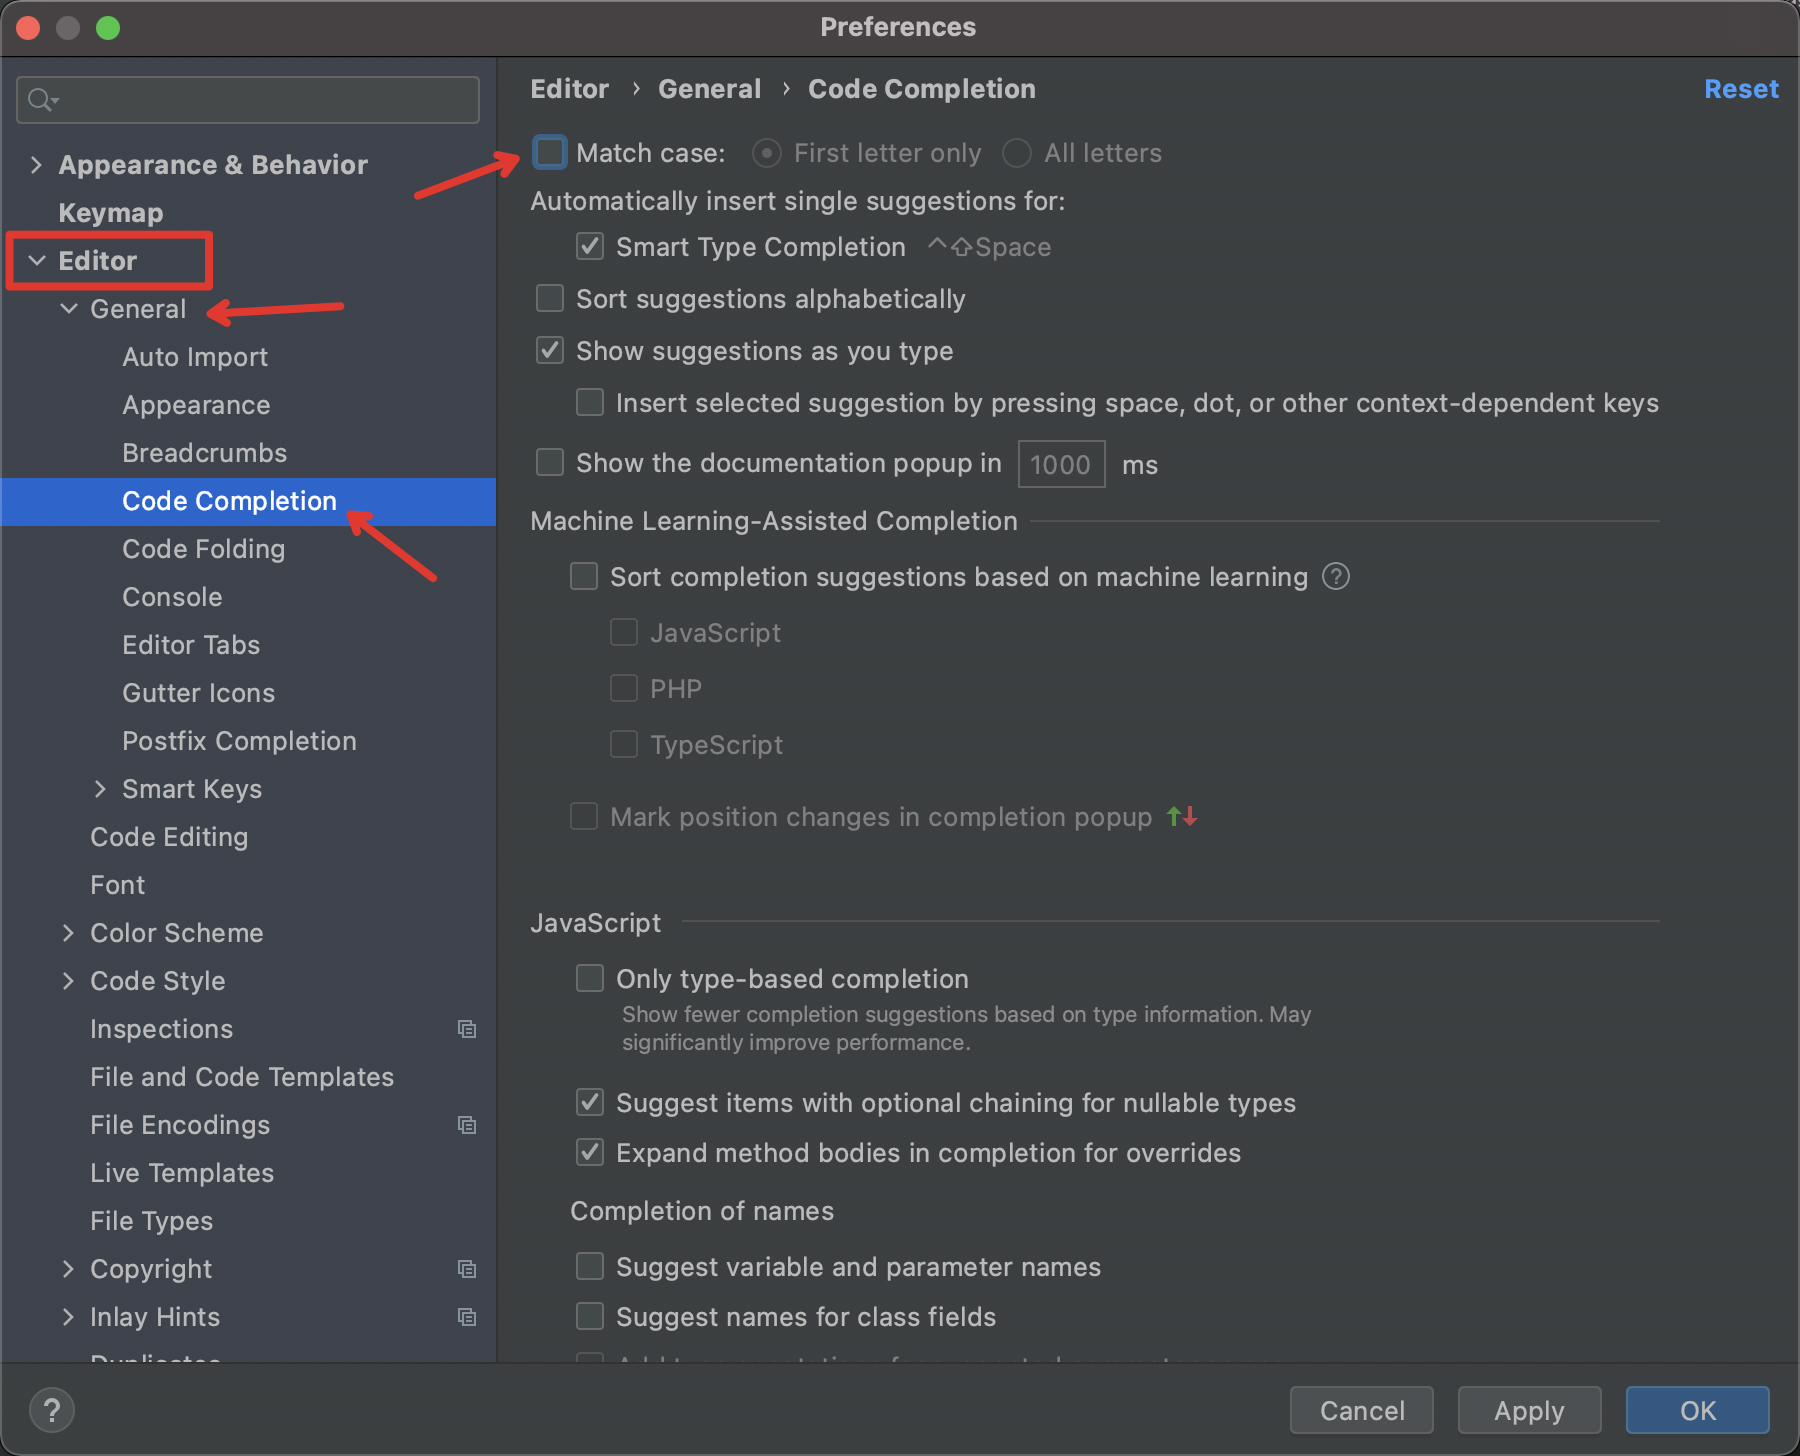 Preferences
Appearance & Behavior
Keymap
Editor
General
Auto Import
Appearance
Breadcrumbs
Code Completion
Code Folding
Console
Editor Tabs
Gutter Icons
Postfix Completion
Smart Keys
Code Editing
Font
Color Scheme
Code Style
Inspections
File and Code Templates
File Encodings
Live Templates
File Types
Copyright
Inlay Hints
Editor › General › Code Completion
Reset
Match case: First letter only All letters
Automatically insert single suggestions for:
Smart Type Completion ^⇧Space
Sort suggestions alphabetically
Show suggestions as you type
Insert selected suggestion by pressing space, dot, or other context-dependent keys
Show the documentation popup in 1000 ms
Machine Learning-Assisted Completion
Sort completion suggestions based on machine learning ?
JavaScript
PHP
TypeScript
Mark position changes in completion popup
JavaScript
Only type-based completion
Show fewer completion suggestions based on type information. May
significantly improve performance.
Suggest items with optional chaining for nullable types
Expand method bodies in completion for overrides
Completion of names
Suggest variable and parameter names
Suggest names for class fields
? Cancel Apply OK